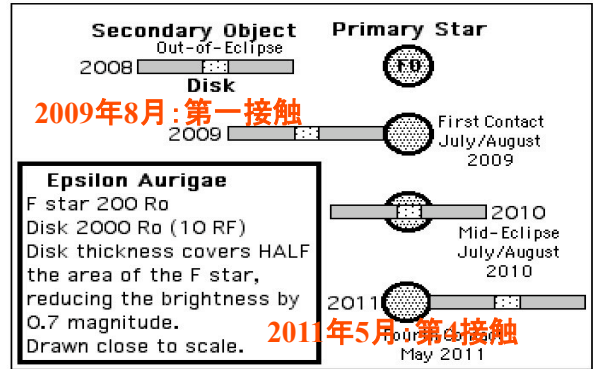 Secondary Object
Primary Star
Out-of-Eclipse
2008
F0
Disk
2009年8月：第一接触
2009
First Contact
July/August
2009
Epsilon Aurigae
F star 200 Ro
Disk 2000 Ro (10 RF)
Disk thickness covers HALF
the area of the F star,
reducing the brightness by
0.7 magnitude.
Drawn close to scale.
2010
Mid-Eclipse
July/August
2010
2011
2011年5月：第4接触
Fourth Contact
May 2011